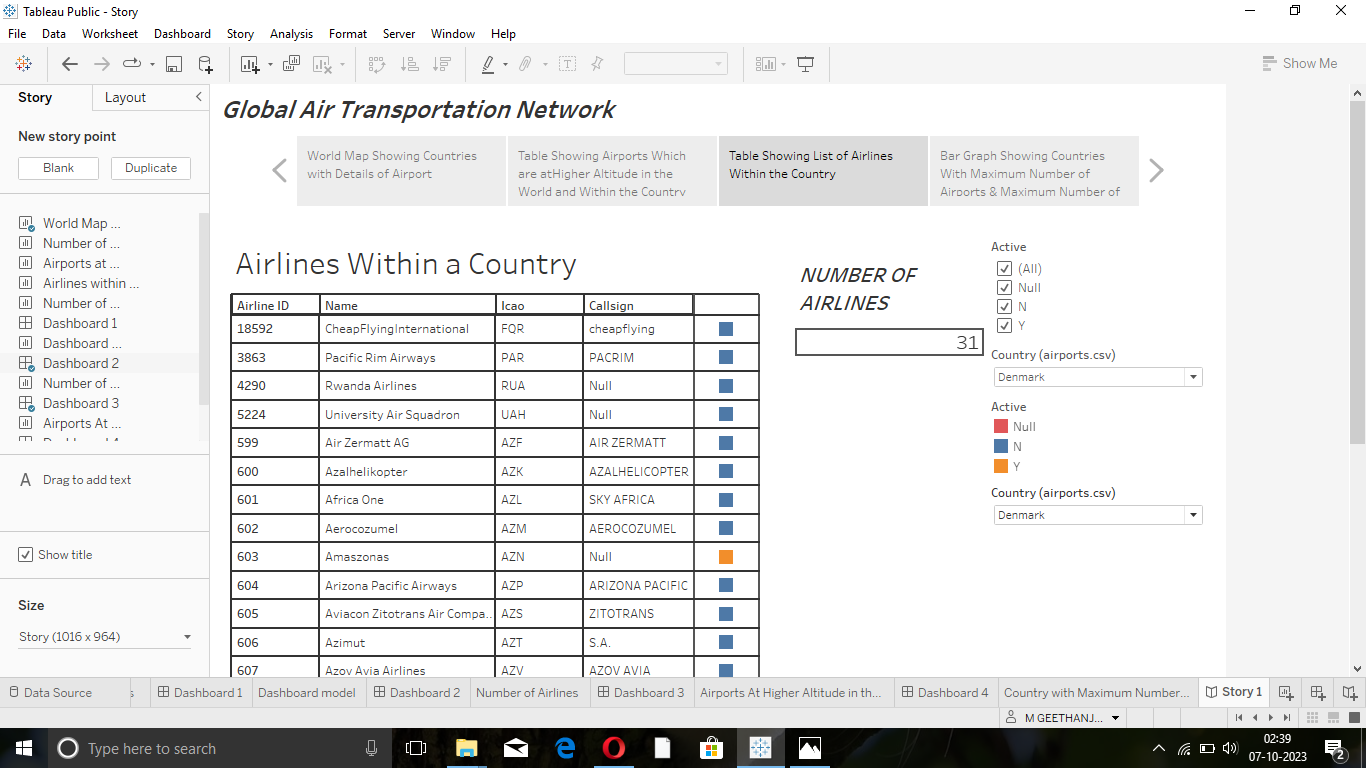 Tableau Public - Story
File Data Worksheet Dashboard Story Analysis Format Server Window Help
Show Me
Story Layout
New story point
Blank Duplicate
World Map ...
Number of ...
Airports at ...
Airlines within ...
Number of ...
Dashboard 1
Dashboard ...
Dashboard 2
Number of ...
Dashboard 3
Airports At ...
A Drag to add text
Show title
Size
Story (1016 x 964)
Global Air Transportation Network
World Map Showing Countries
with Details of Airport
Table Showing Airports Which
are atHigher Altitude in the
World and Within the Country
Table Showing List of Airlines
Within the Country
Bar Graph Showing Countries
With Maximum Number of
Airports & Maximum Number of
Airlines Within a Country
Airline ID Name Icao Callsign
18592 CheapFlyingInternational FQR cheapflying
3863 Pacific Rim Airways PAR PACRIM
4290 Rwanda Airlines RUA Null
5224 University Air Squadron UAH Null
599 Air Zermatt AG AZF AIR ZERMATT
600 Azalhelikopter AZK AZALHELICOPTER
601 Africa One AZL SKY AFRICA
602 Aerocozumel AZM AEROCOZUMEL
603 Amaszonas AZN Null
604 Arizona Pacific Airways AZP ARIZONA PACIFIC
605 Aviacon Zitotrans Air Compa.. AZS ZITOTRANS
606 Azimut AZT S.A.
607 Azov Avia Airlines AZV AZOV AVIA
NUMBER OF
AIRLINES
31
Active
(All)
Null
N
Y
Country (airports.csv)
Denmark
Active
Null
N
Y
Country (airports.csv)
Denmark
Data Source s Dashboard 1 Dashboard model Dashboard 2 Number of Airlines Dashboard 3 Airports At Higher Altitude in th... Dashboard 4 Country with Maximum Number... Story 1
M GEETHANJ...
Type here to search
02:39
07-10-2023
2